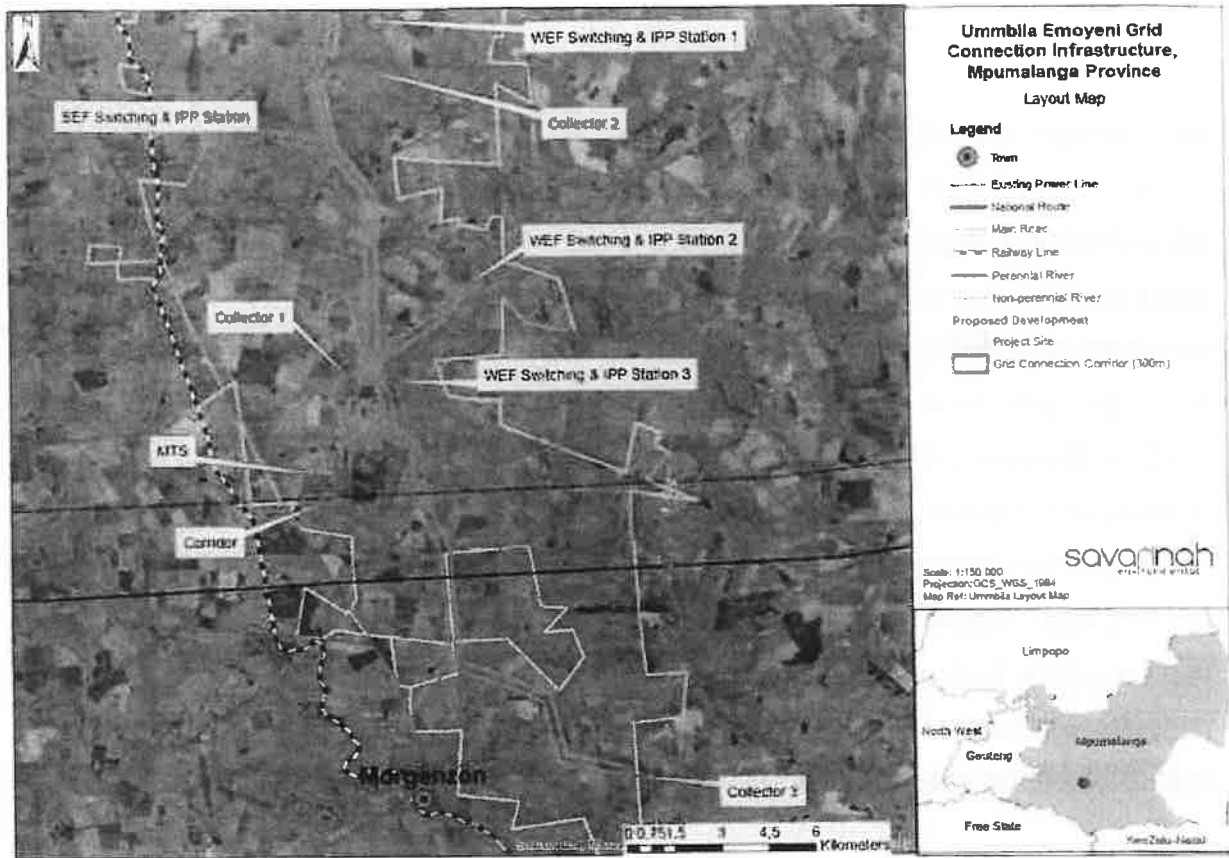 N
WEF Switching & IPP Station 1
SEF Switching & IPP Station
Collector 2
WEF Switching & IPP Station 2
Collector 1
WEF Switching & IPP Station 3
MTS
Corridor
Morgenzon
Collector 3
0 0.75 1.5 3 4.5 6
Kilometers
Ummbila Emoyeni Grid
Connection Infrastructure,
Mpumalanga Province
Layout Map
Legend
Town
Existing Power Line
National Route
Main Road
Railway Line
Perennial River
Non-perennial River
Proposed Development
Project Site
Grid Connection Corridor (300m)
savannah
environmental
Scale: 1:150 000
Projection:GCS_WGS_1984
Map Ref: Ummbila Layout Map
Limpopo
North West
Gauteng
Mpumalanga
Free State
KwaZulu-Natal